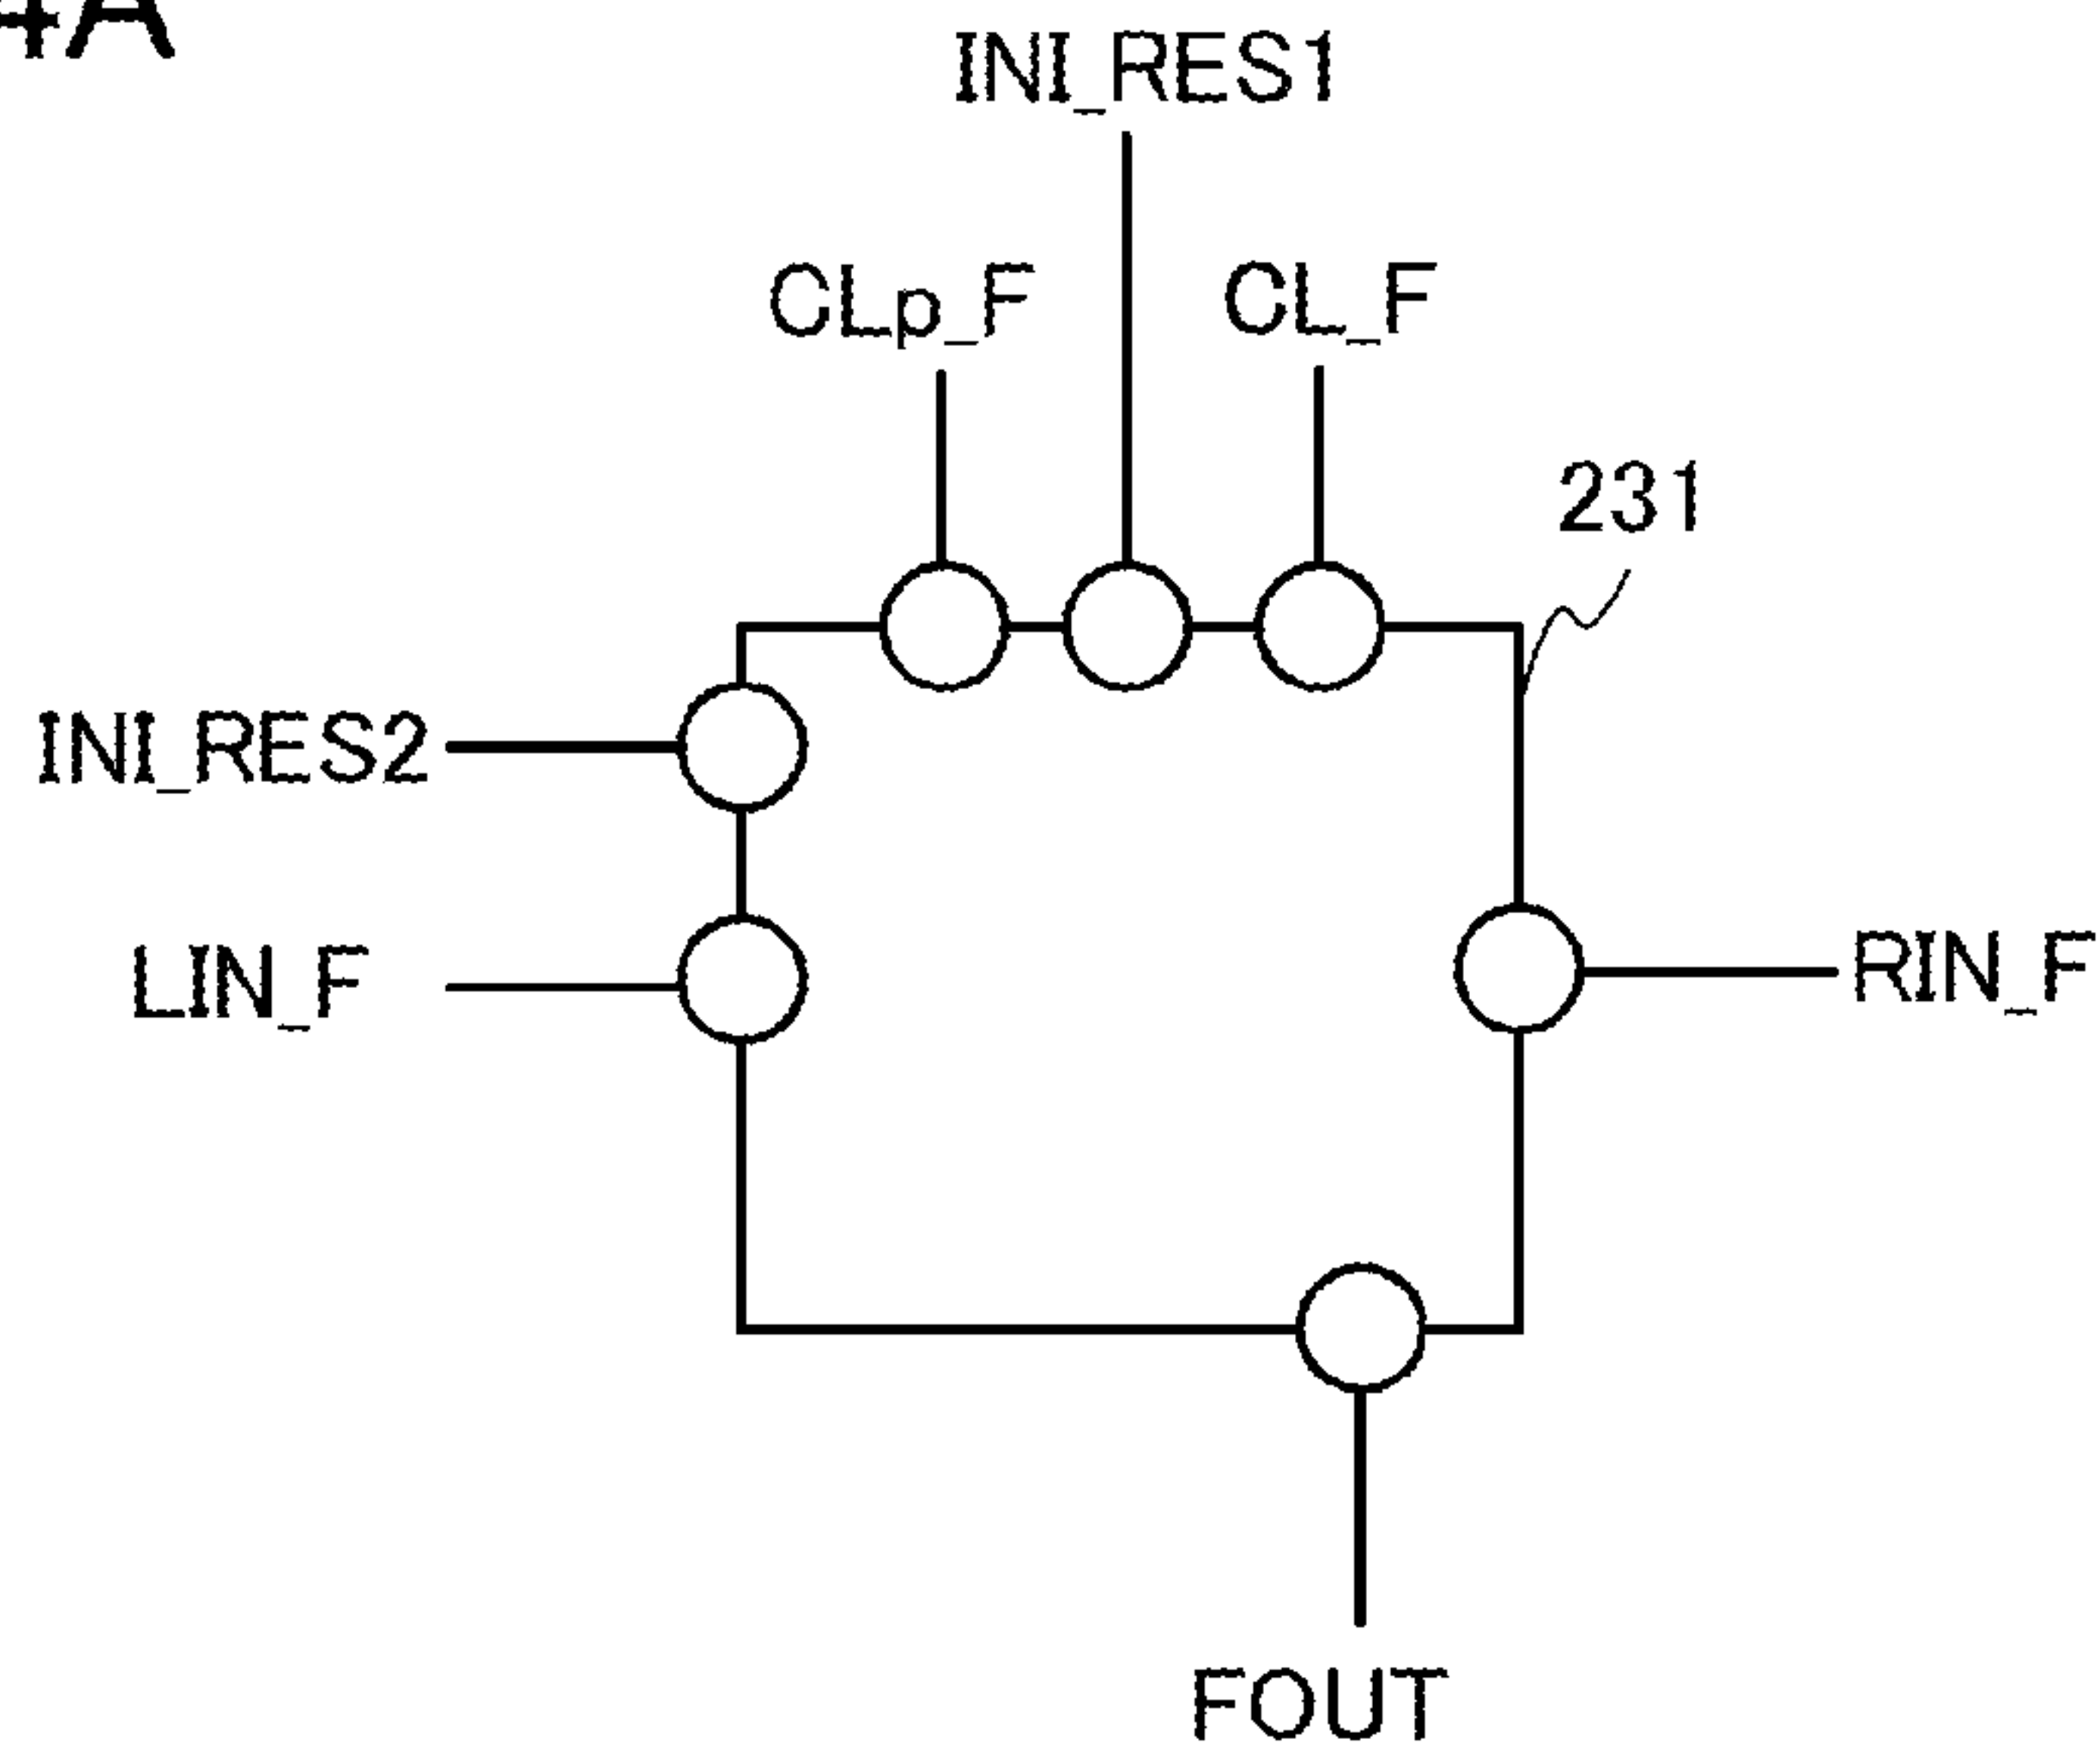 4A
INI_RES1
CLp_F
CL_F
231
INI_RES2
LIN_F
RIN_F
FOUT